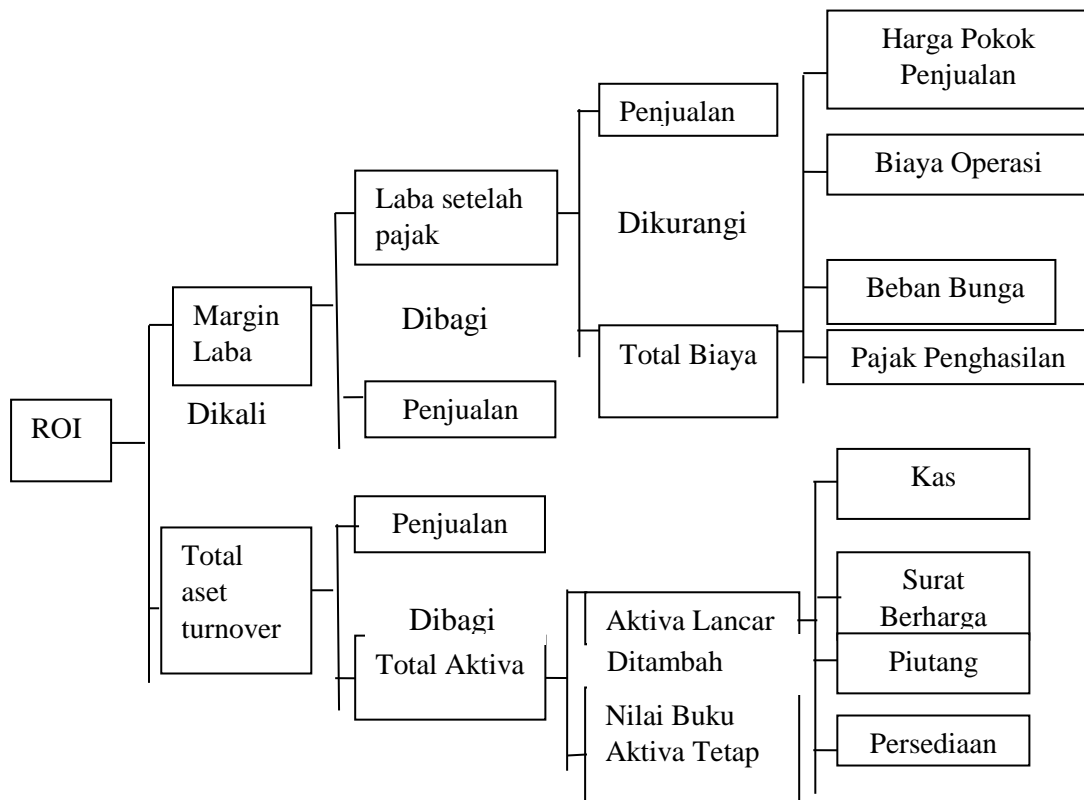 Harga Pokok
Penjualan
Penjualan
Biaya Operasi
Laba setelah
pajak
Dikurangi
Beban Bunga
Margin
Laba
Dibagi
Total Biaya
Pajak Penghasilan
Dikali
Penjualan
ROI
Kas
Penjualan
Total
aset
turnover
Surat
Berharga
Dibagi
Aktiva Lancar
Total Aktiva
Ditambah
Piutang
Nilai Buku
Aktiva Tetap
Persediaan